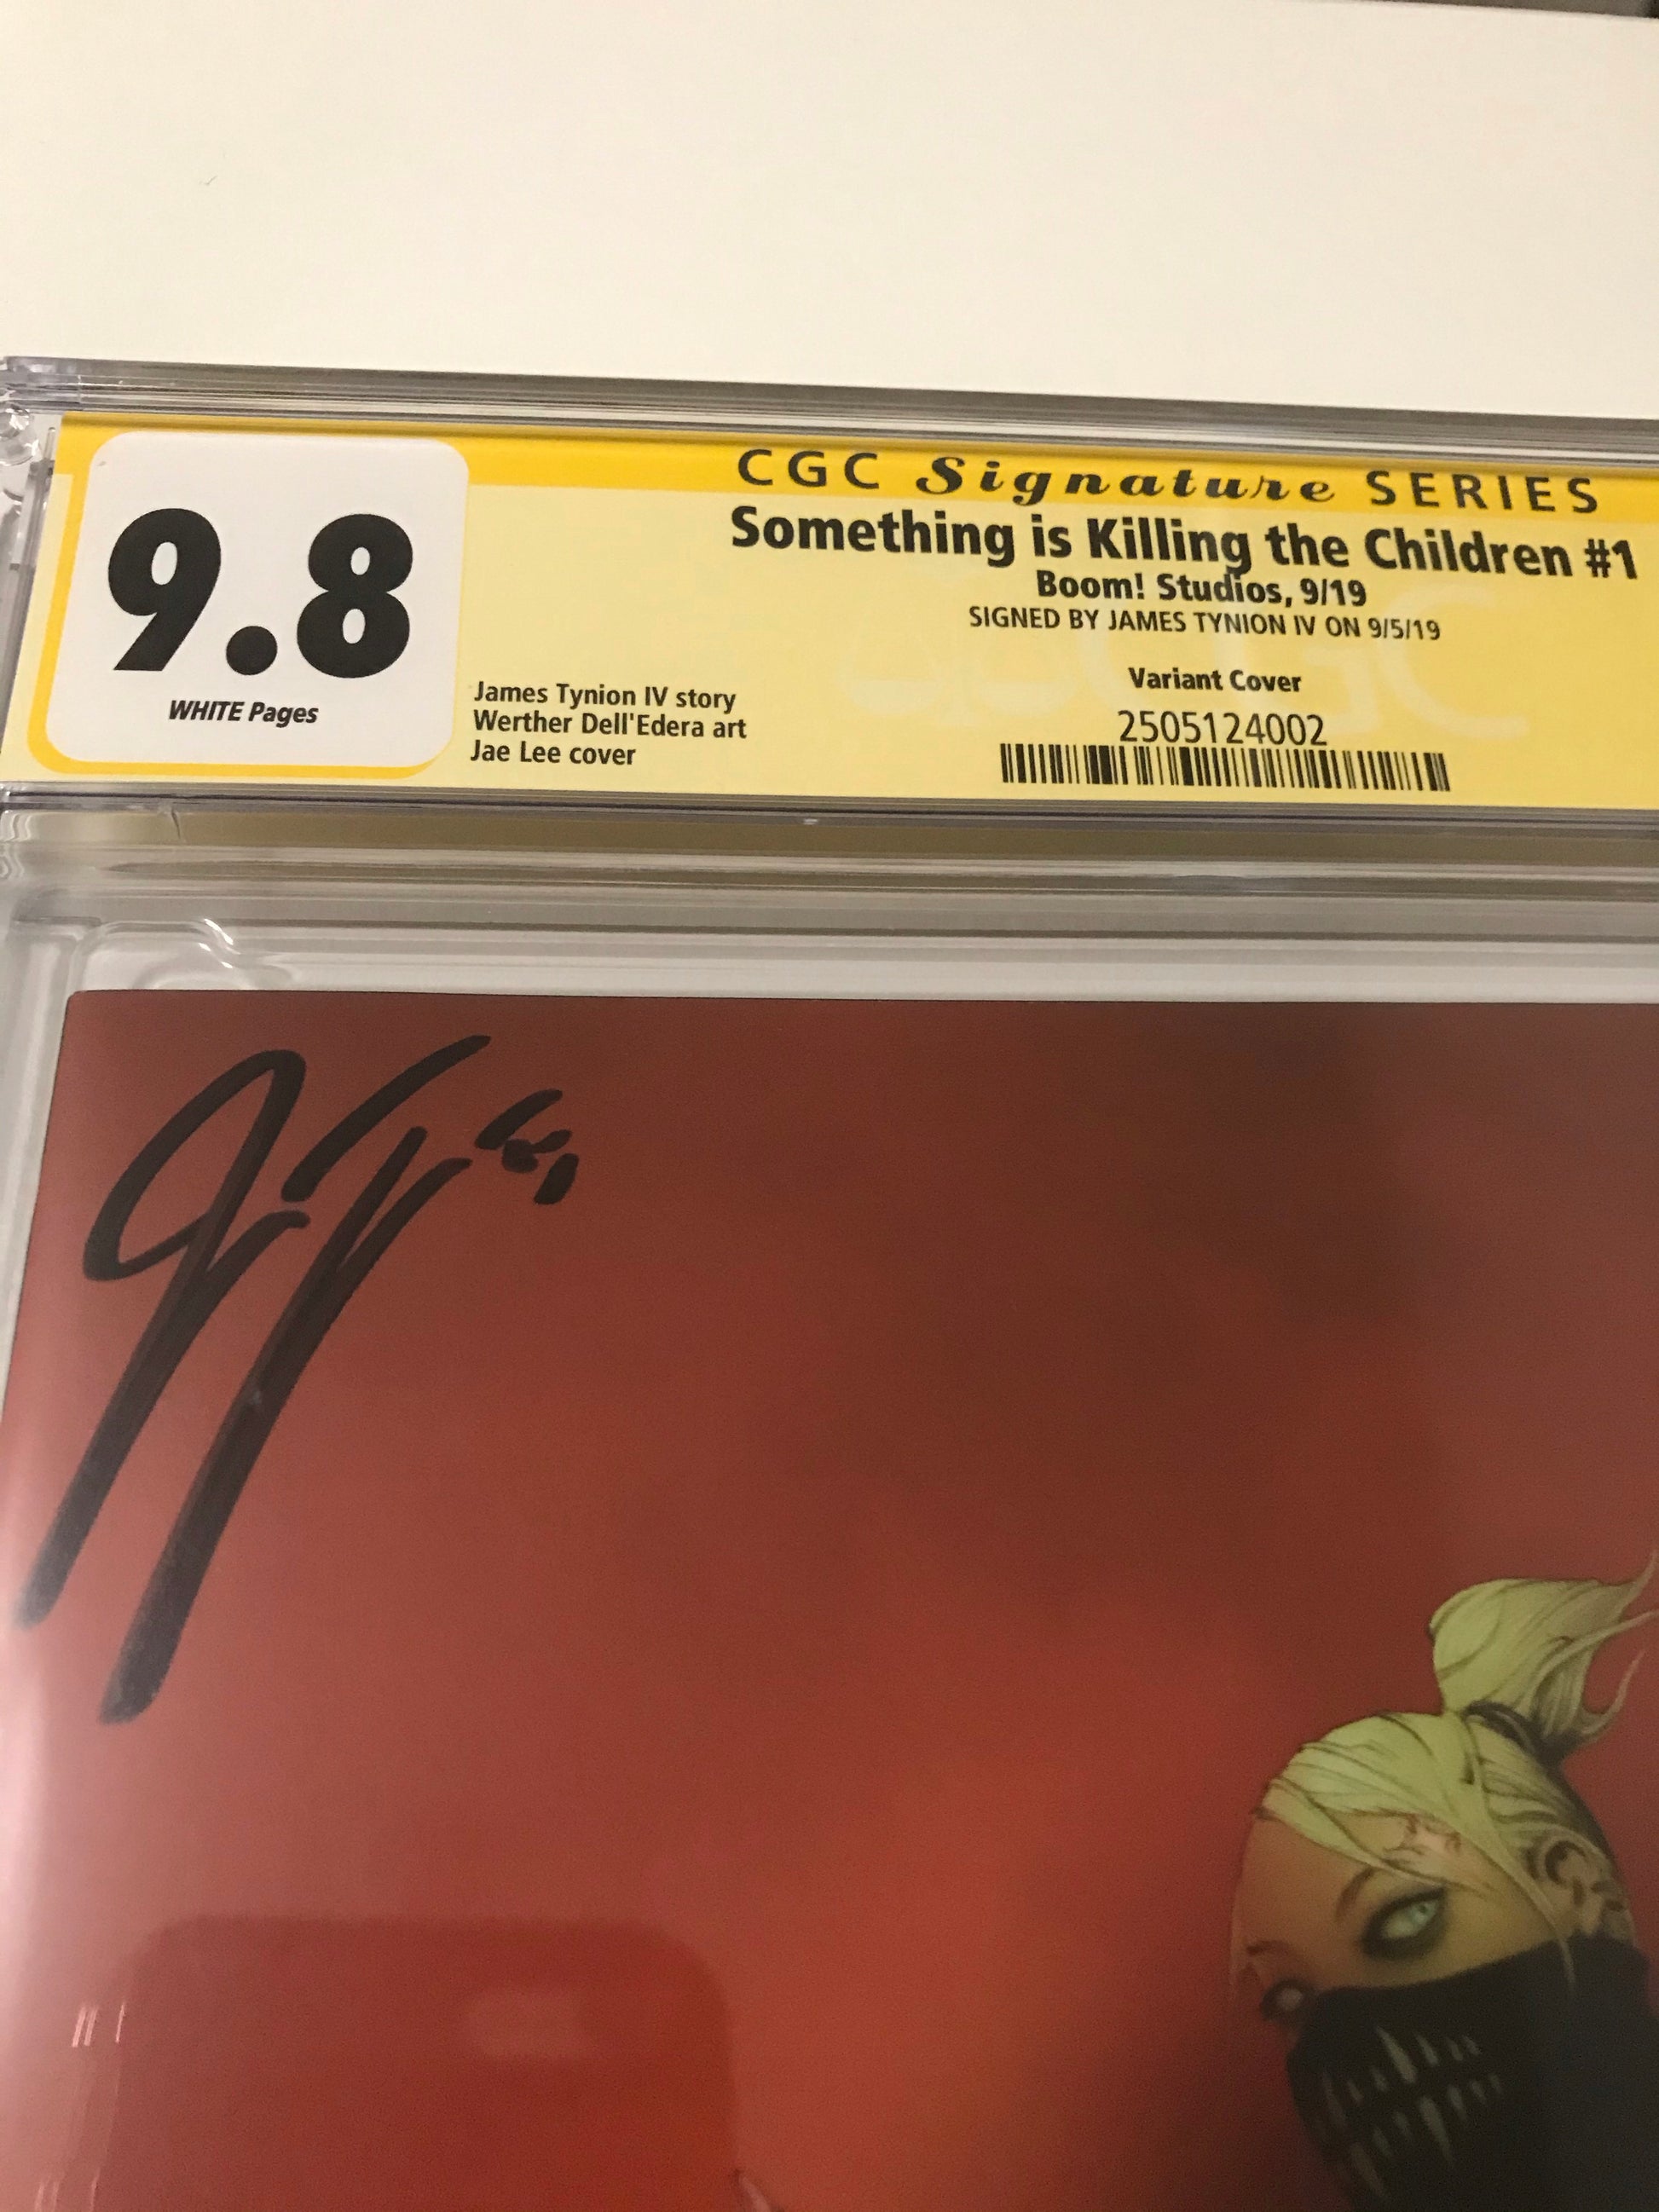 CGC Signature SERIES
9.8
WHITE Pages
Something is Killing the Children #1
Boom! Studios, 9/19
SIGNED BY JAMES TYNION IV ON 9/5/19
Variant Cover
2505124002
James Tynion IV story
Werther Dell'Edera art
Jae Lee cover